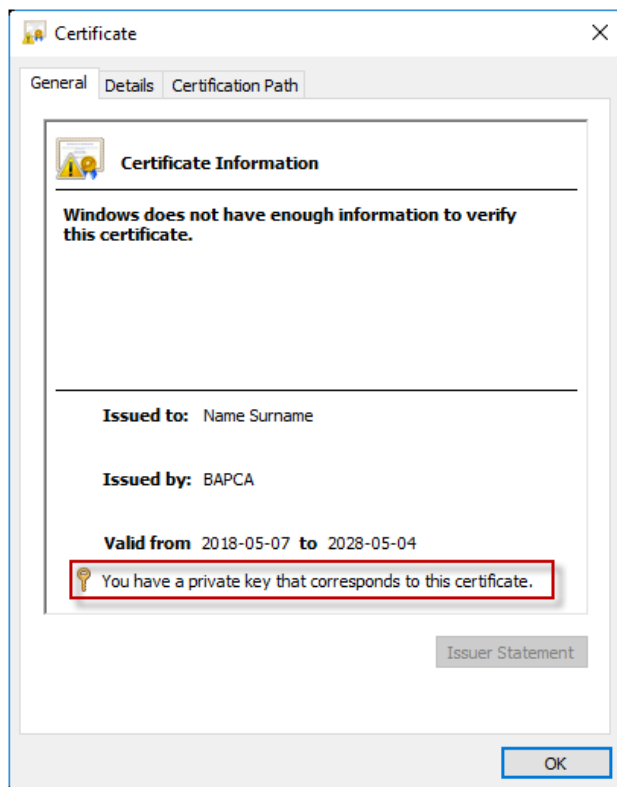 Certificate
General Details Certification Path
Certificate Information
Windows does not have enough information to verify
this certificate.
Issued to: Name Surname
Issued by: BAPCA
Valid from 2018-05-07 to 2028-05-04
You have a private key that corresponds to this certificate.
Issuer Statement
OK